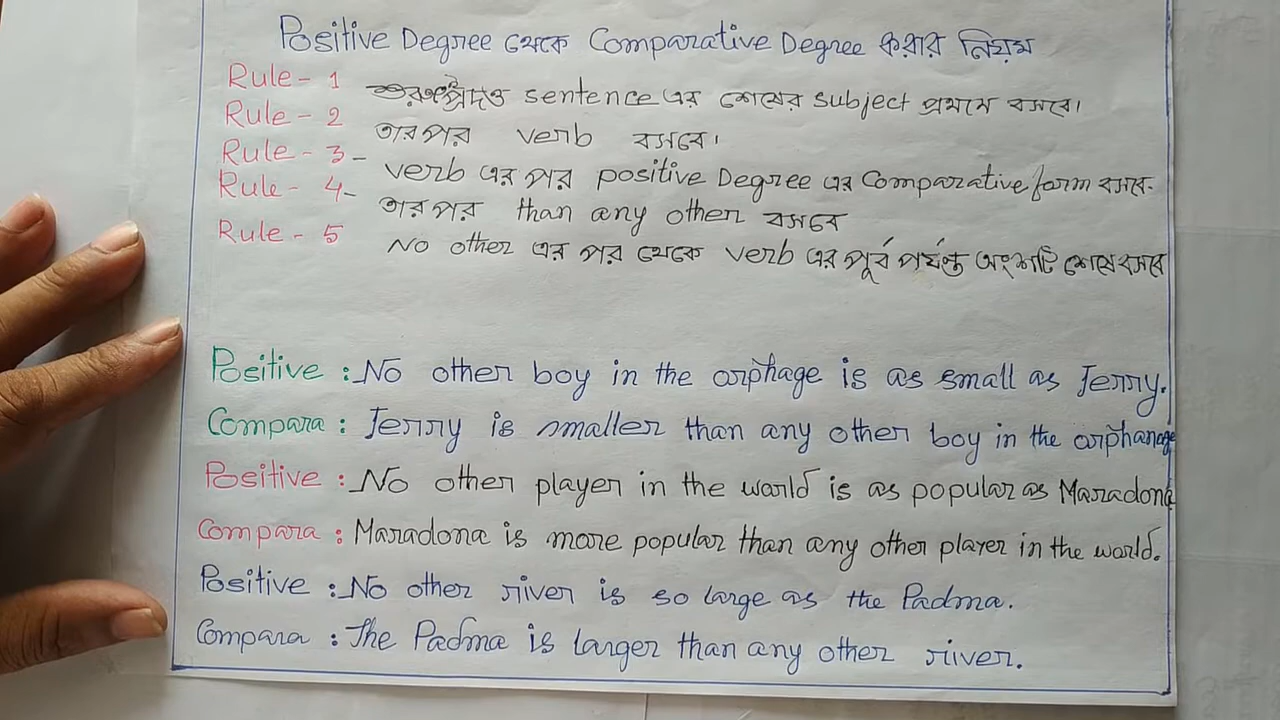 Positive Degree থেকে Comparative Degree করার নিয়ম
Rule - 1 প্রদত্ত sentence এর শেষের subject প্রথমে বসবে।
Rule - 2 তারপর verb বসবে।
Rule - 3 - verb এর পর positive Degree এর Comparative form বসবে-
Rule - 4 - তারপর than any other বসবে
Rule - 5 No other এর পর থেকে verb এর পূর্ব পর্যন্ত অংশটি শেষে বসবে
Positive : No other boy in the orphage is as small as Jerry.
Compara : Jerry is smaller than any other boy in the orphanage
Positive : No other player in the world is as popular as Maradona
Compara : Maradona is more popular than any other player in the world.
Positive : No other river is so large as the Padma.
Compara : The Padma is larger than any other river.